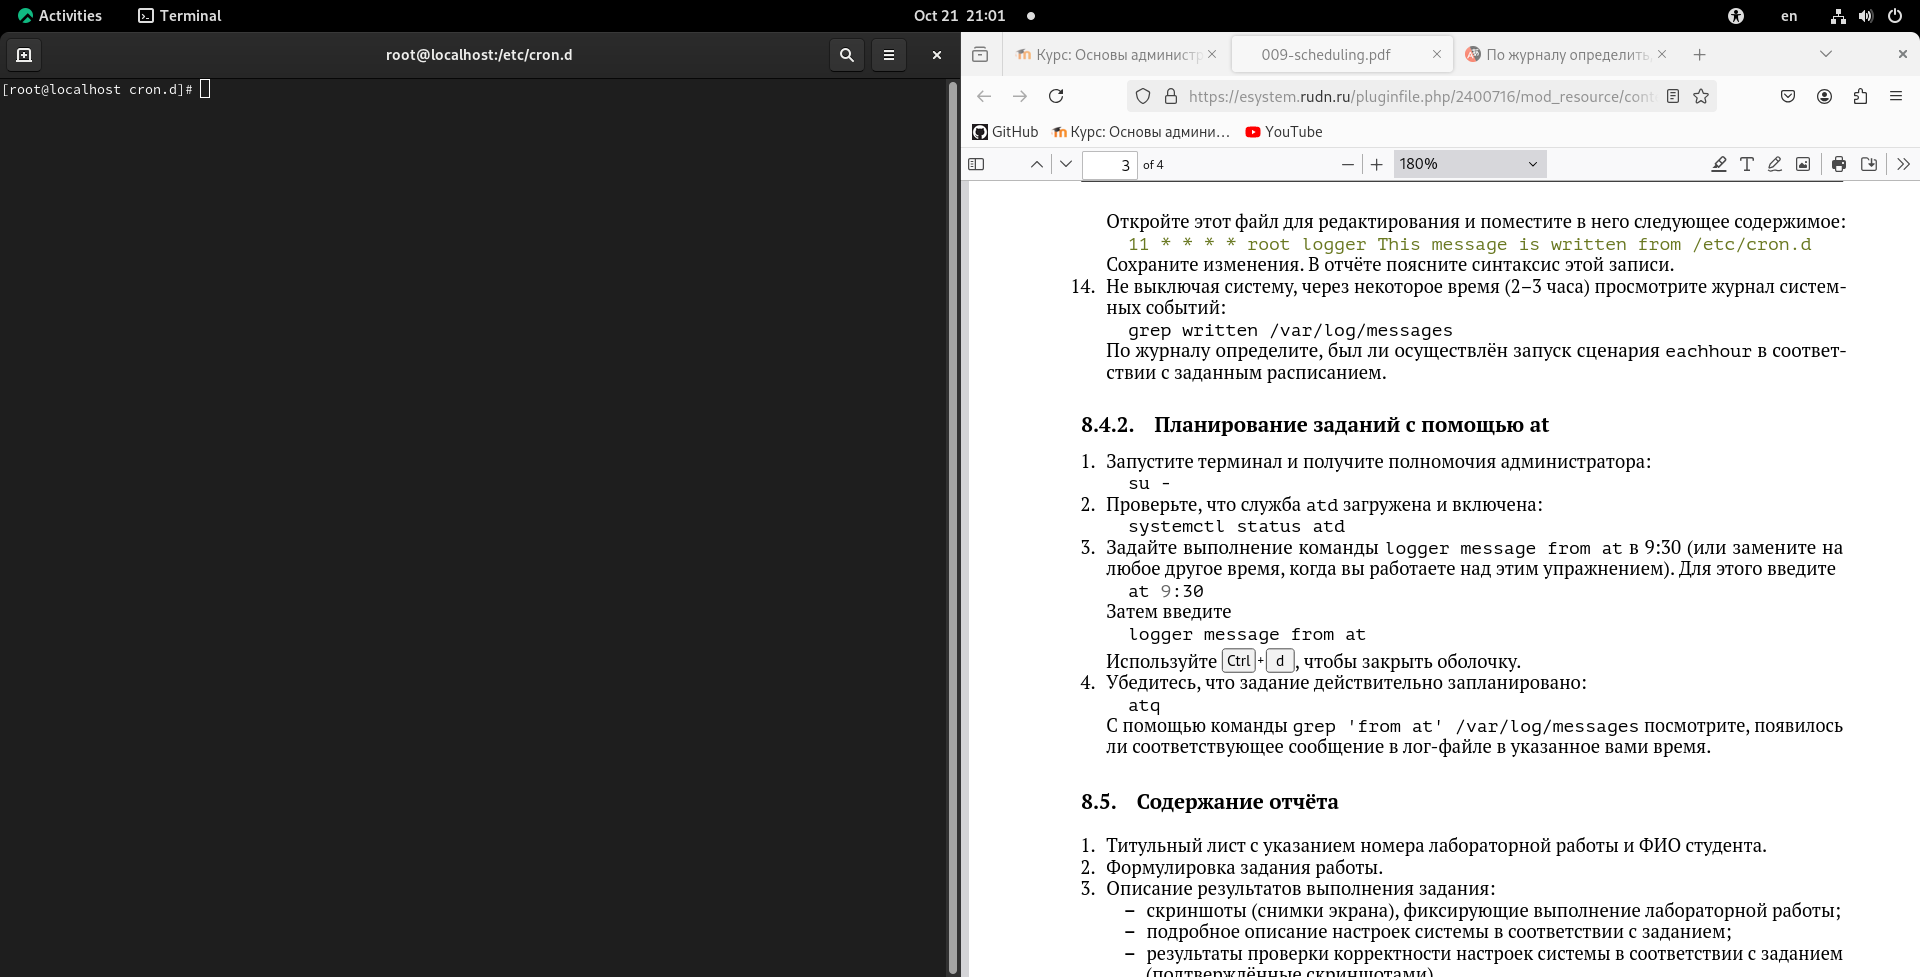 Activities Terminal Oct 21 21:01 en
root@localhost:/etc/cron.d
[root@localhost cron.d]#
Курс: Основы администр 009-scheduling.pdf По журналу определить,
https://esystem.rudn.ru/pluginfile.php/2400716/mod_resource/cont
GitHub Курс: Основы админи… YouTube
3 of 4 180%
Откройте этот файл для редактирования и поместите в него следующее содержимое:
11 * * * * root logger This message is written from /etc/cron.d
Сохраните изменения. В отчёте поясните синтаксис этой записи.
14. Не выключая систему, через некоторое время (2–3 часа) просмотрите журнал систем-
ных событий:
grep written /var/log/messages
По журналу определите, был ли осуществлён запуск сценария eachhour в соответ-
ствии с заданным расписанием.
8.4.2. Планирование заданий с помощью at
1. Запустите терминал и получите полномочия администратора:
su -
2. Проверьте, что служба atd загружена и включена:
systemctl status atd
3. Задайте выполнение команды logger message from at в 9:30 (или замените на
любое другое время, когда вы работаете над этим упражнением). Для этого введите
at 9:30
Затем введите
logger message from at
Используйте Ctrl + d , чтобы закрыть оболочку.
4. Убедитесь, что задание действительно запланировано:
atq
С помощью команды grep 'from at' /var/log/messages посмотрите, появилось
ли соответствующее сообщение в лог-файле в указанное вами время.
8.5. Содержание отчёта
1. Титульный лист с указанием номера лабораторной работы и ФИО студента.
2. Формулировка задания работы.
3. Описание результатов выполнения задания:
– скриншоты (снимки экрана), фиксирующие выполнение лабораторной работы;
– подробное описание настроек системы в соответствии с заданием;
– результаты проверки корректности настроек системы в соответствии с заданием
(подтверждённые скриншотами)